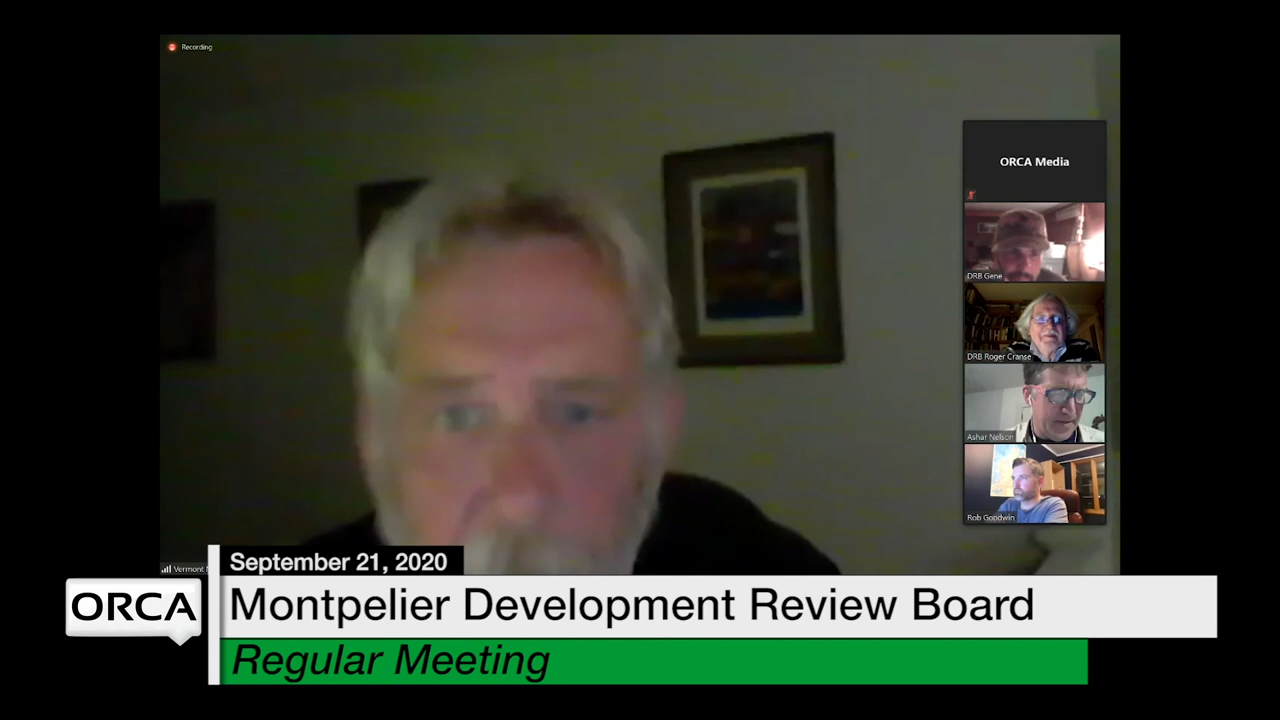 Recording
ORCA Media
DRB Gene
DRB Roger Cranse
Ashar Nelson
Rob Goodwin
Vermont
September 21, 2020
ORCA
Montpelier Development Review Board
Regular Meeting